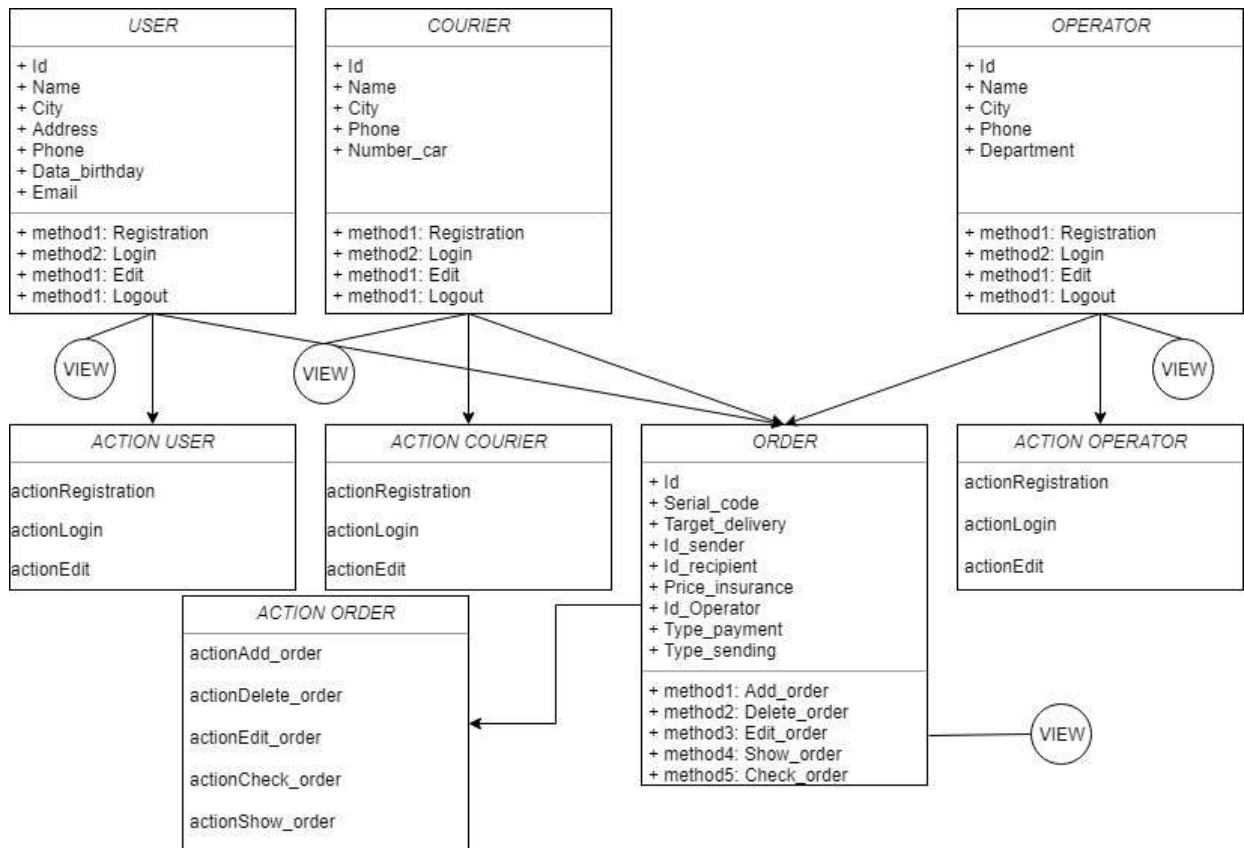 USER
+ Id
+ Name
+ City
+ Address
+ Phone
+ Data_birthday
+ Email
+ method1: Registration
+ method2: Login
+ method1: Edit
+ method1: Logout
COURIER
+ Id
+ Name
+ City
+ Phone
+ Number_car
+ method1: Registration
+ method2: Login
+ method1: Edit
+ method1: Logout
OPERATOR
+ Id
+ Name
+ City
+ Phone
+ Department
+ method1: Registration
+ method2: Login
+ method1: Edit
+ method1: Logout
VIEW
VIEW
VIEW
ACTION USER
actionRegistration
actionLogin
actionEdit
ACTION COURIER
actionRegistration
actionLogin
actionEdit
ORDER
+ Id
+ Serial_code
+ Target_delivery
+ Id_sender
+ Id_recipient
+ Price_insurance
+ Id_Operator
+ Type_payment
+ Type_sending
+ method1: Add_order
+ method2: Delete_order
+ method3: Edit_order
+ method4: Show_order
+ method5: Check_order
ACTION OPERATOR
actionRegistration
actionLogin
actionEdit
ACTION ORDER
actionAdd_order
actionDelete_order
actionEdit_order
actionCheck_order
actionShow_order
VIEW